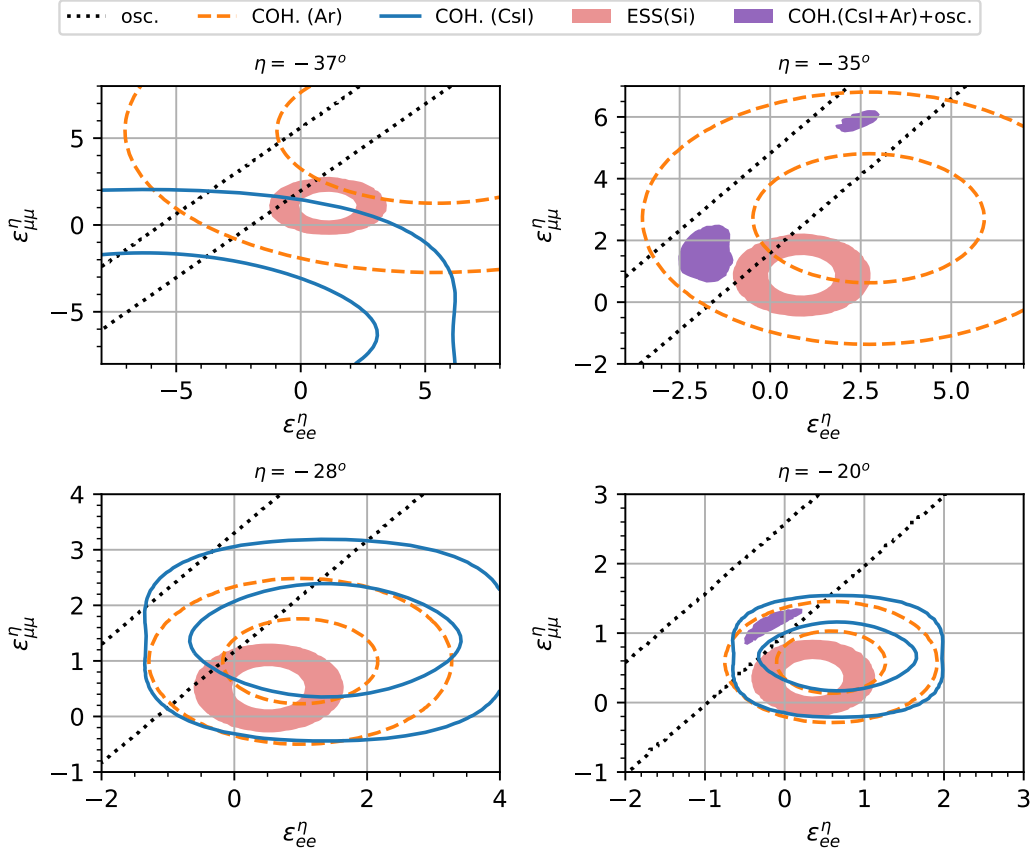 osc. COH. (Ar) COH. (CsI) ESS(Si) COH.(CsI+Ar)+osc.
η = −37° η = −35°
5 6
0 4
−5 2
0
−2
−5 0 5 −2.5 0.0 2.5 5.0
ε^η_μμ ε^η_μμ
ε^η_ee ε^η_ee
η = −28° η = −20°
4 3
3 2
2 1
1 0
0 −1
−1
−2 0 2 4 −2 −1 0 1 2 3
ε^η_μμ ε^η_μμ
ε^η_ee ε^η_ee